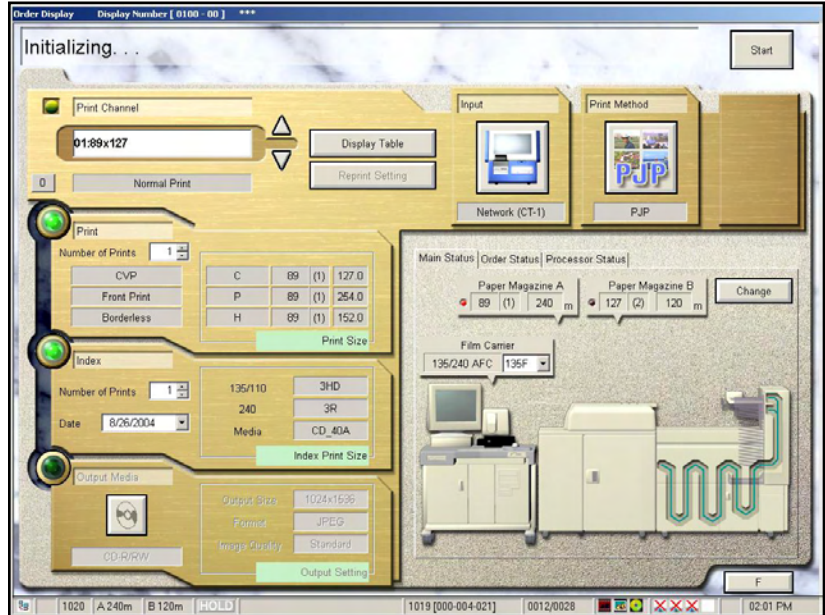 Order Display Display Number [ 0100 - 00 ] ***
Initializing. . .
Start
Print Channel
01:89x127
Display Table
0
Normal Print
Reprint Setting
Input
Network (CT-1)
Print Method
PJP
PJP
Print
Number of Prints 1
CVP
Front Print
Borderless
C 89 (1) 127.0
P 89 (1) 254.0
H 89 (1) 152.0
Print Size
Index
Number of Prints 1
Date 8/26/2004
135/110 3HD
240 3R
Media CD_40A
Index Print Size
Output Media
CD-R/RW
Output Size 1024x1536
Format JPEG
Image Quality Standard
Output Setting
Main Status Order Status Processor Status
Paper Magazine A
89 (1) 240 m
Paper Magazine B
127 (2) 120 m
Change
Film Carrier
135/240 AFC 135F
F
1020 A 240m B 120m HOLD 1019 [000-004-021] 0012/0028 XXX 02:01 PM